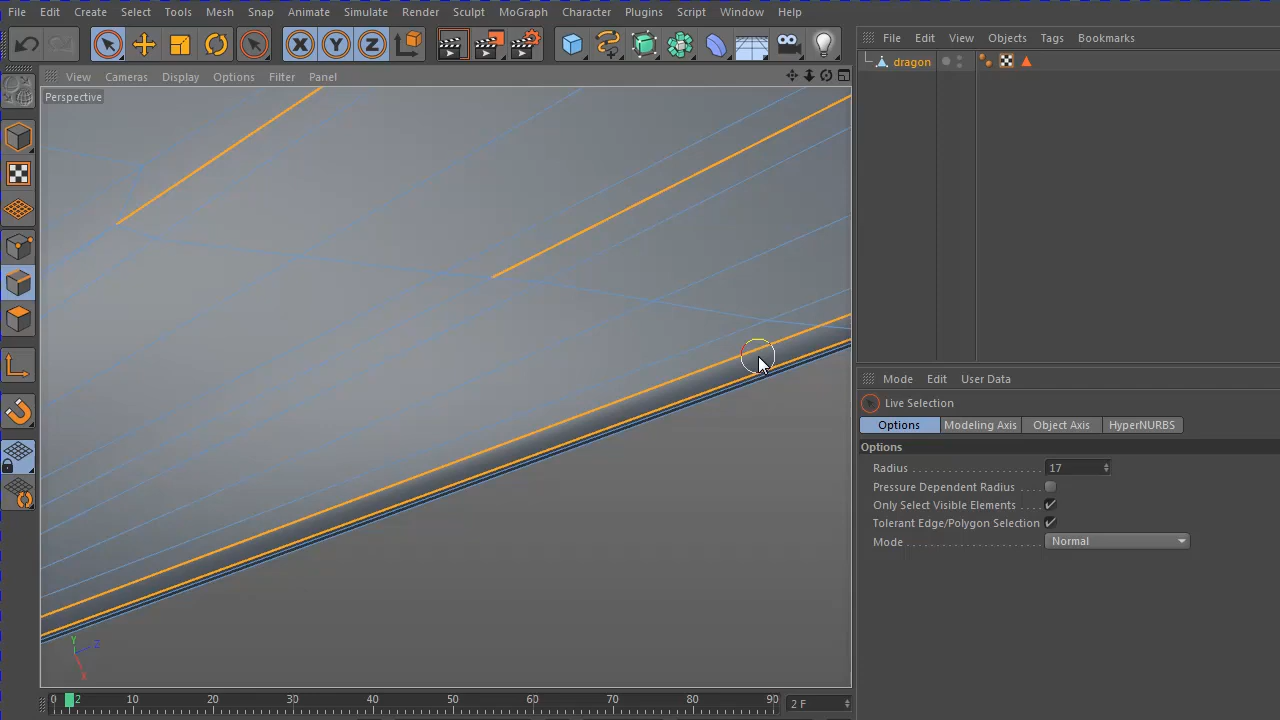 File Edit Create Select Tools Mesh Snap Animate Simulate Render Sculpt MoGraph Character Plugins Script Window Help
X Y Z
File Edit View Objects Tags Bookmarks
dragon
View Cameras Display Options Filter Panel
Perspective
Mode Edit User Data
Live Selection
Options Modeling Axis Object Axis HyperNURBS
Options
Radius 17
Pressure Dependent Radius
Only Select Visible Elements
Tolerant Edge/Polygon Selection
Mode Normal
Y Z
X
0 2 10 20 30 40 50 60 70 80 90 2 F